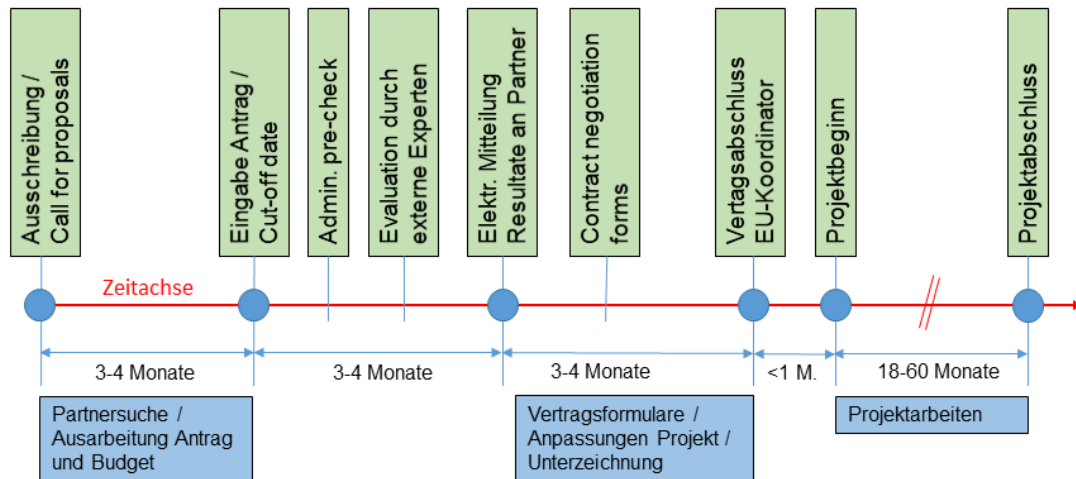 Ausschreibung /
Call for proposals
Eingabe Antrag /
Cut-off date
Admin. pre-check
Evaluation durch
externe Experten
Elektr. Mitteilung
Resultate an Partner
Contract negotiation
forms
Vertagsabschluss
EU-Koordinator
Projektbeginn
Projektabschluss
Zeitachse
3-4 Monate
3-4 Monate
3-4 Monate
<1 M.
18-60 Monate
Partnersuche /
Ausarbeitung Antrag
und Budget
Vertragsformulare /
Anpassungen Projekt /
Unterzeichnung
Projektarbeiten